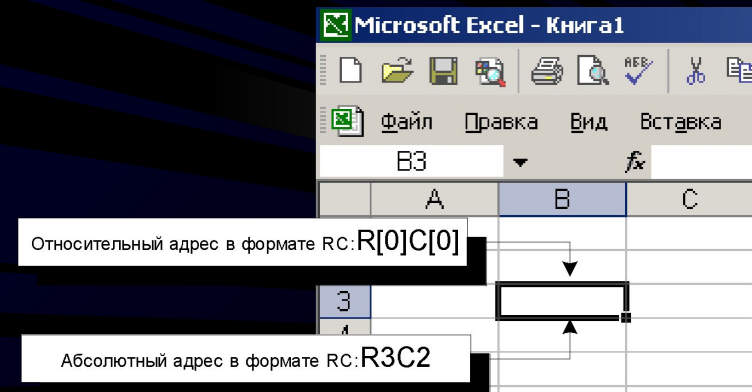 Microsoft Excel - Книга1
Файл Правка Вид Вставка
B3 fx
A B C
Относительный адрес в формате RC:R[0]C[0]
3
4
Абсолютный адрес в формате RC:R3C2